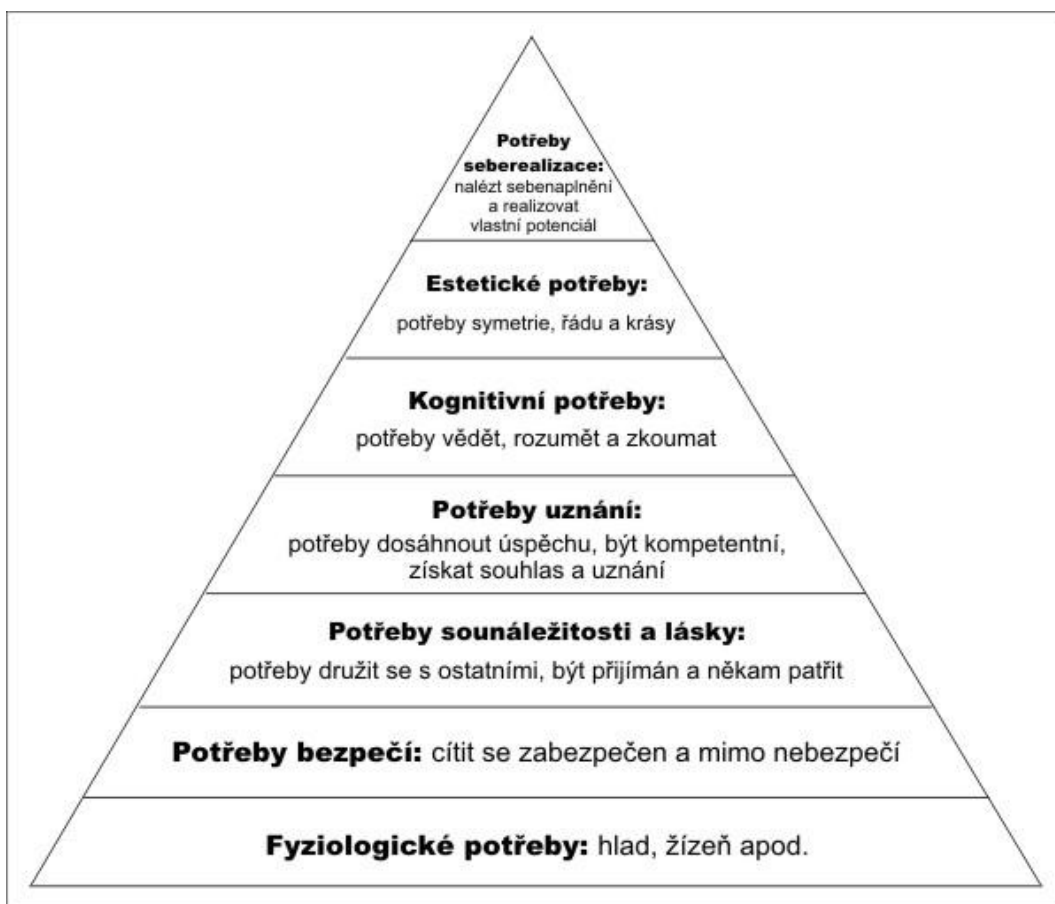 Potřeby
seberealizace:
nalézt sebenaplnění
a realizovat
vlastní potenciál
Estetické potřeby:
potřeby symetrie, řádu a krásy
Kognitivní potřeby:
potřeby vědět, rozumět a zkoumat
Potřeby uznání:
potřeby dosáhnout úspěchu, být kompetentní,
získat souhlas a uznání
Potřeby sounáležitosti a lásky:
potřeby družit se s ostatními, být přijímán a někam patřit
Potřeby bezpečí: cítit se zabezpečen a mimo nebezpečí
Fyziologické potřeby: hlad, žízeň apod.